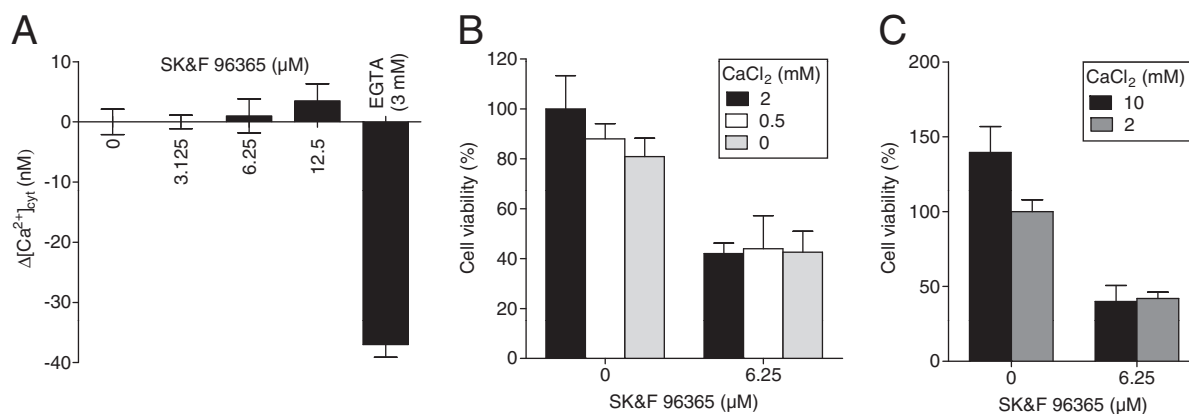 A
SK&F 96365 (µM)
EGTA
(3 mM)
10
0
-10
-20
-30
-40
Δ[Ca²⁺]cyt (nM)
0
3.125
6.25
12.5
B
CaCl₂ (mM)
2
0.5
0
140
120
100
80
60
40
20
0
Cell viability (%)
0
6.25
SK&F 96365 (µM)
C
CaCl₂ (mM)
10
2
200
150
100
50
0
Cell viability (%)
0
6.25
SK&F 96365 (µM)